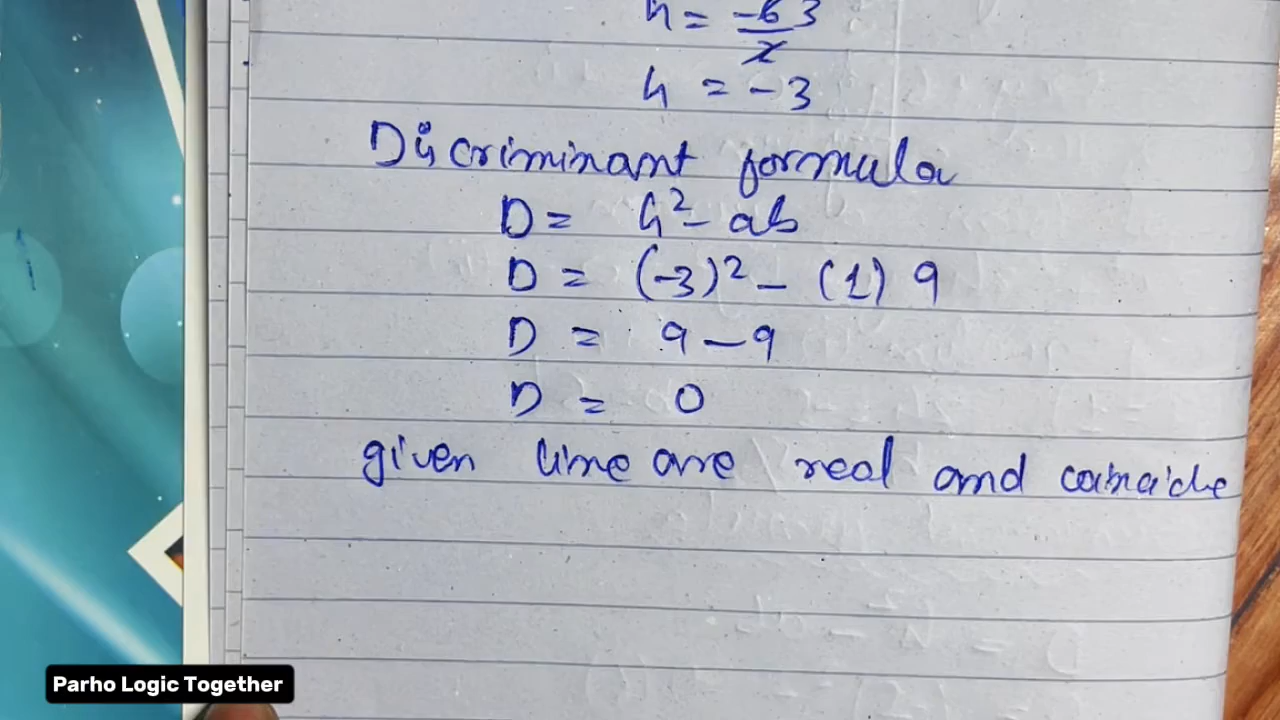 h = -6 3
2
h = -3
Discriminant formula
D = h² - ab
D = (-3)² - (1) 9
D = 9 - 9
D = 0
given line are real and coincide
Parho Logic Together